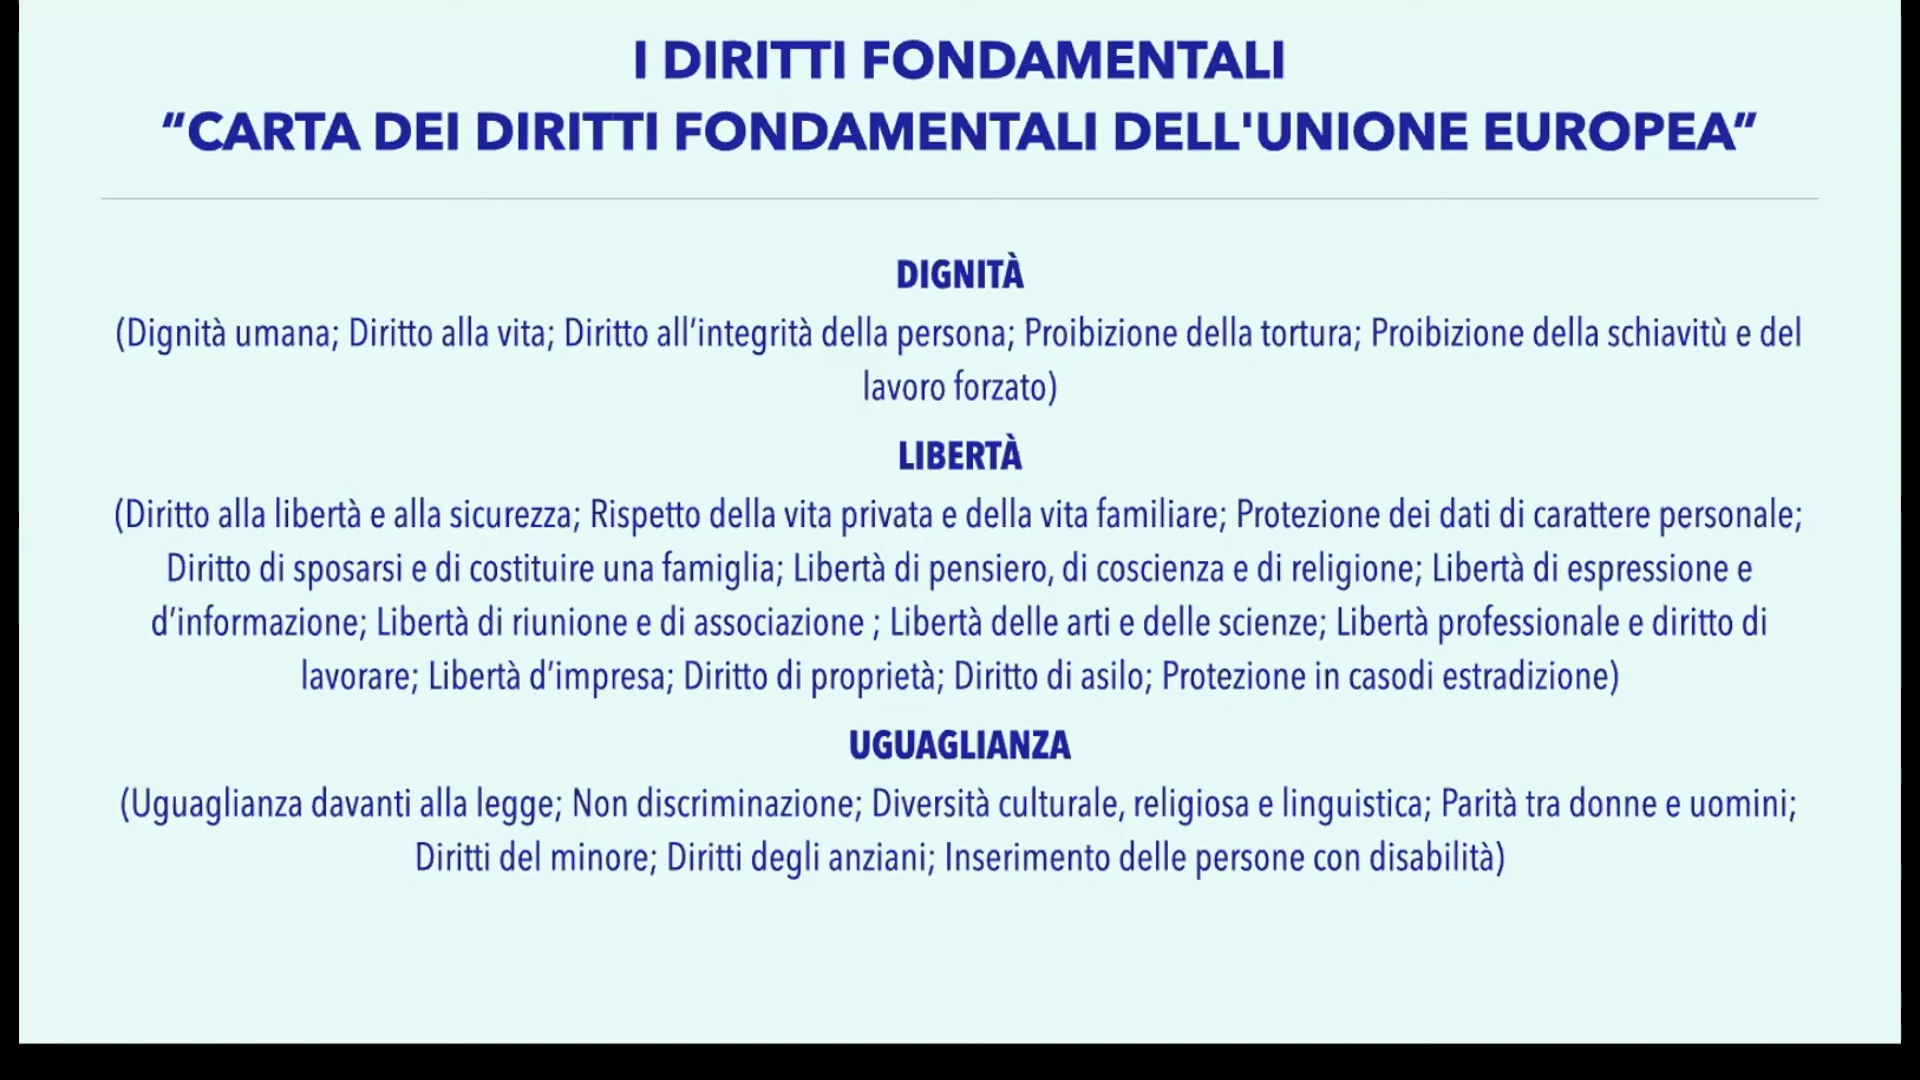 I DIRITTI FONDAMENTALI
“CARTA DEI DIRITTI FONDAMENTALI DELL'UNIONE EUROPEA”
DIGNITÀ
(Dignità umana; Diritto alla vita; Diritto all’integrità della persona; Proibizione della tortura; Proibizione della schiavitù e del
lavoro forzato)
LIBERTÀ
(Diritto alla libertà e alla sicurezza; Rispetto della vita privata e della vita familiare; Protezione dei dati di carattere personale;
Diritto di sposarsi e di costituire una famiglia; Libertà di pensiero, di coscienza e di religione; Libertà di espressione e
d’informazione; Libertà di riunione e di associazione ; Libertà delle arti e delle scienze; Libertà professionale e diritto di
lavorare; Libertà d’impresa; Diritto di proprietà; Diritto di asilo; Protezione in casodi estradizione)
UGUAGLIANZA
(Uguaglianza davanti alla legge; Non discriminazione; Diversità culturale, religiosa e linguistica; Parità tra donne e uomini;
Diritti del minore; Diritti degli anziani; Inserimento delle persone con disabilità)